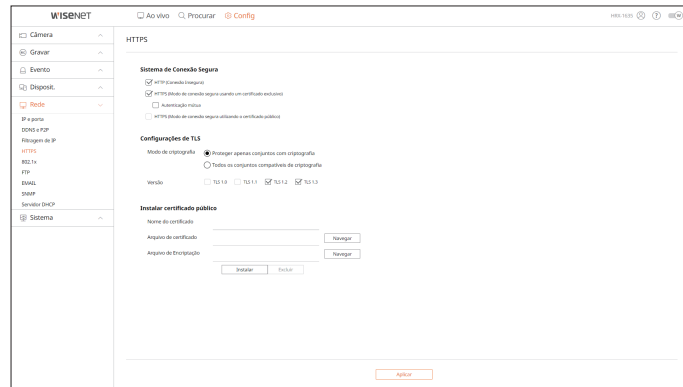 WISENET
Ao vivo Procurar Config
HRX-1635
Câmera
Gravar
Evento
Disposit.
Rede
IP e porta
DDNS e P2P
Filtragem de IP
HTTPS
802.1x
FTP
EMAIL
SNMP
Servidor DHCP
Sistema
HTTPS
Sistema de Conexão Segura
HTTP (Conexão insegura)
HTTPS (Modo de conexão segura usando um certificado exclusivo)
Autenticação mútua
HTTPS (Modo de conexão segura utilizando o certificado público)
Configurações de TLS
Modo de criptografia Proteger apenas conjuntos com criptografia
Todos os conjuntos compatíveis de criptografia
Versão TLS 1.0 TLS 1.1 TLS 1.2 TLS 1.3
Instalar certificado público
Nome do certificado
Arquivo de certificado Navegar
Arquivo de Encriptação Navegar
Instalar Excluir
Aplicar